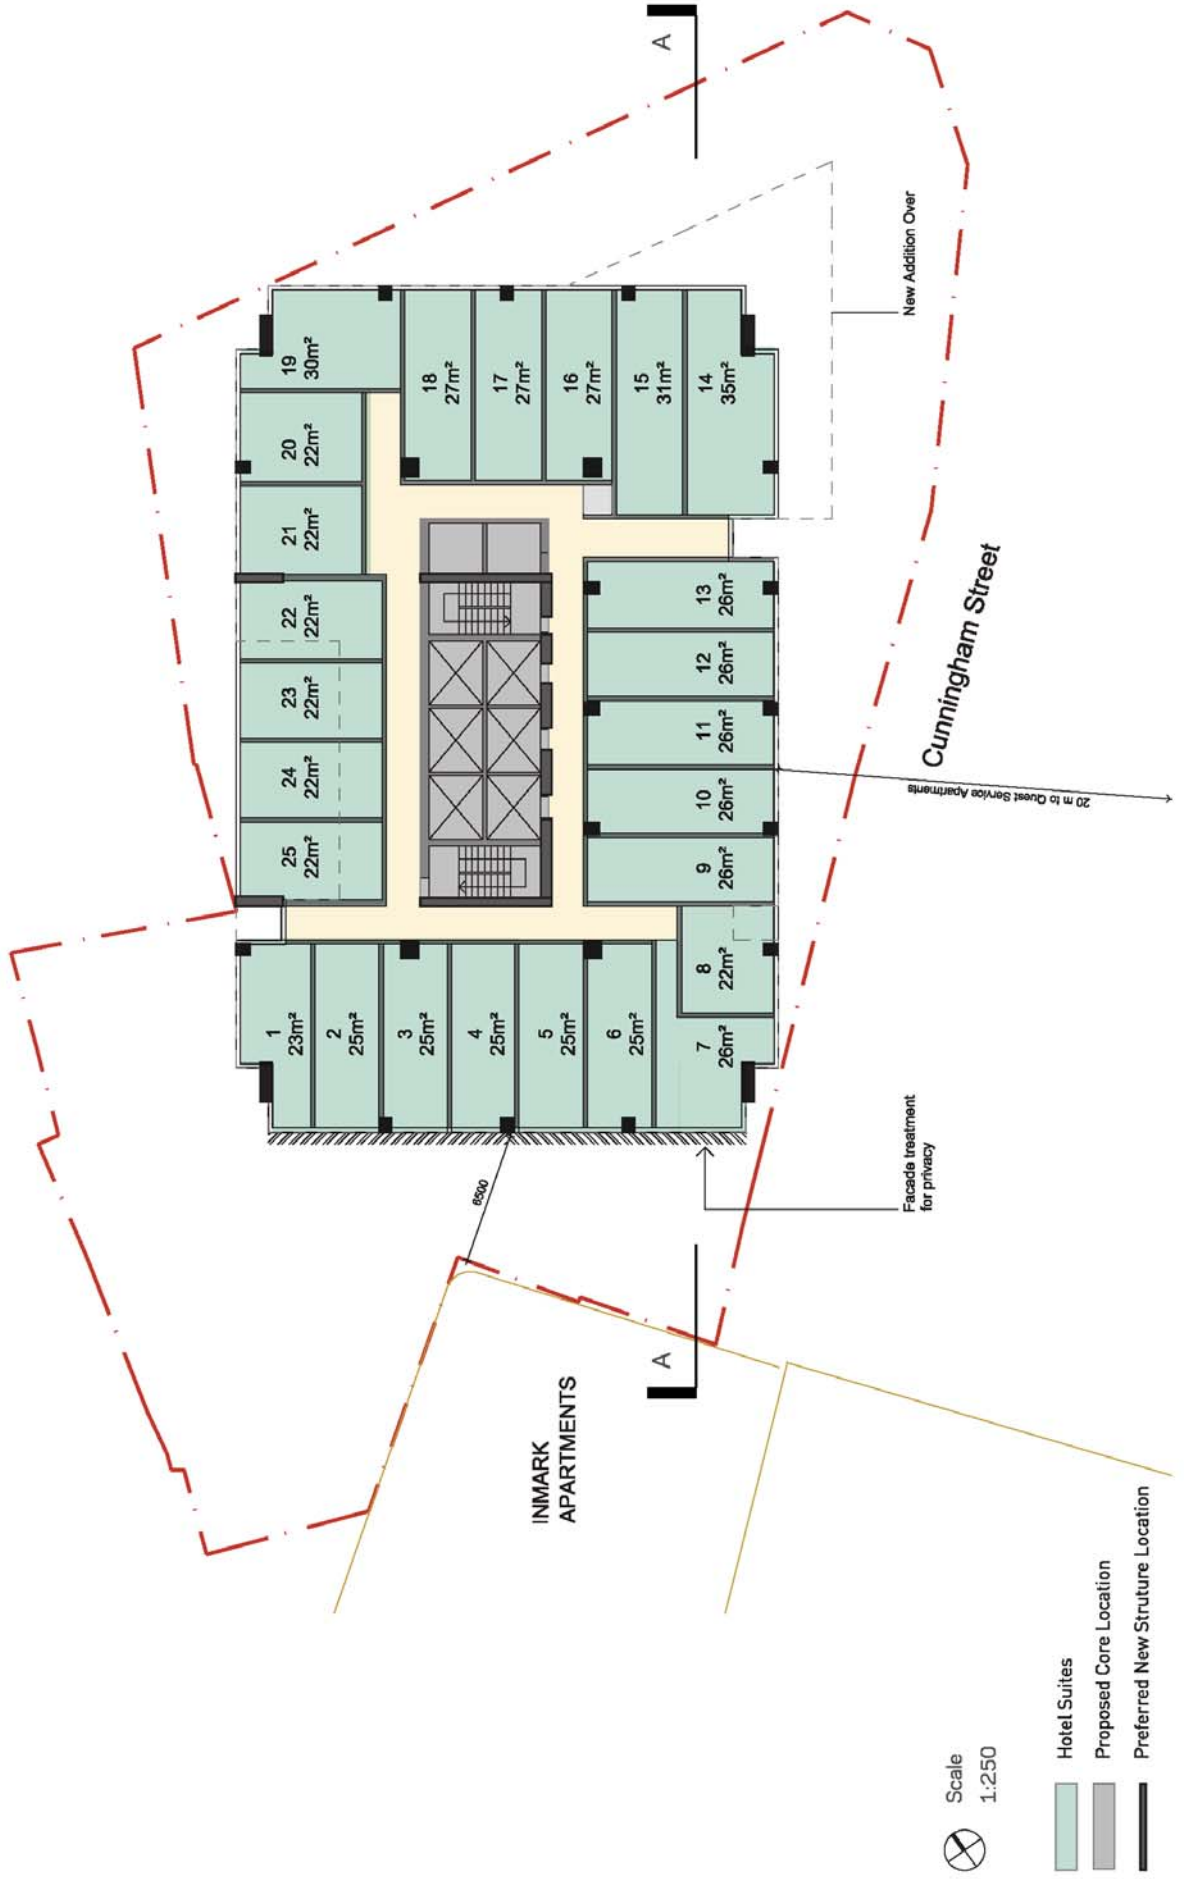 A
19
30m²
20
22m²
21
22m²
22
22m²
23
22m²
24
22m²
25
22m²
18
27m²
17
27m²
16
27m²
15
31m²
14
35m²
13
26m²
12
26m²
11
26m²
10
26m²
9
26m²
8
22m²
1
23m²
2
25m²
3
25m²
4
25m²
5
25m²
6
25m²
7
26m²
New Addition Over
Cunningham Street
20 m to Quest Service Apartments
Facade treatment
for privacy
6500
A
INMARK
APARTMENTS
Scale
1:250
Hotel Suites
Proposed Core Location
Preferred New Struture Location